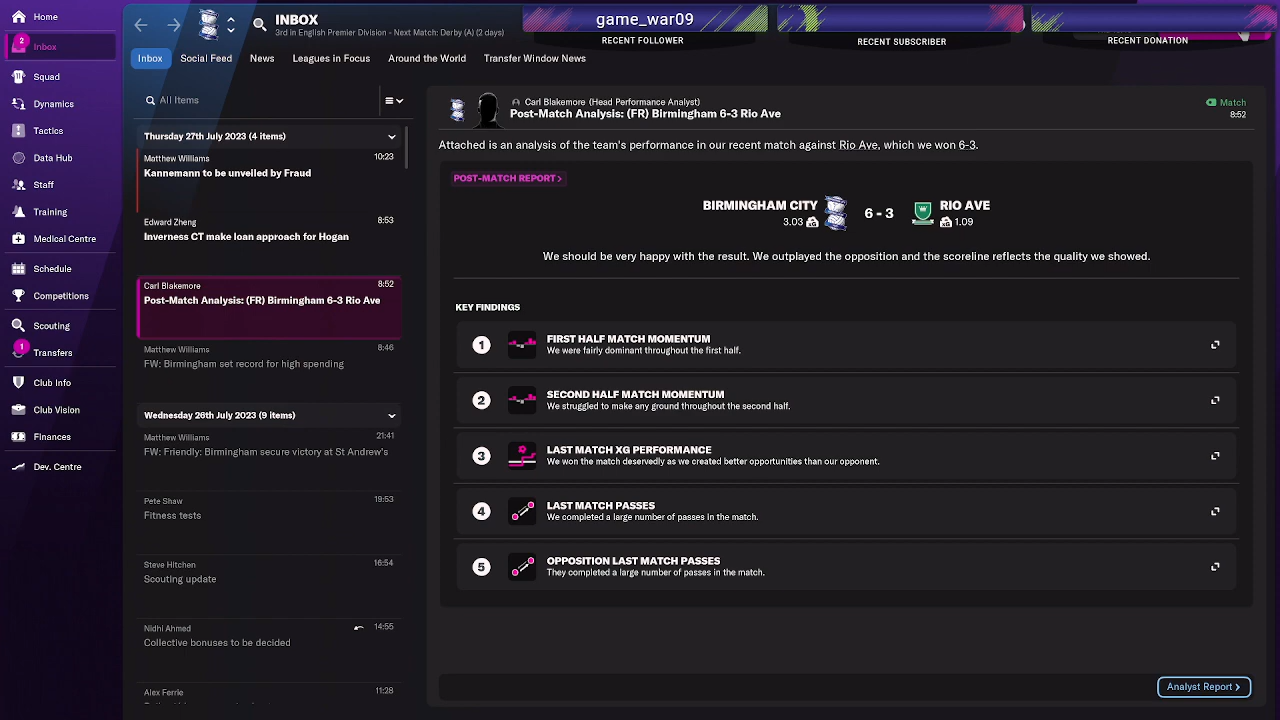 game_war09
RECENT FOLLOWER
RECENT SUBSCRIBER
RECENT DONATION
INBOX
3rd in English Premier Division - Next Match: Derby (A) (2 days)
Inbox
Social Feed
News
Leagues in Focus
Around the World
Transfer Window News
Home
2
Inbox
Squad
Dynamics
Tactics
Data Hub
Staff
Training
Medical Centre
Schedule
Competitions
Scouting
1
Transfers
Club Info
Club Vision
Finances
Dev. Centre
All Items
Thursday 27th July 2023 (4 items)
Matthew Williams 10:23
Kannemann to be unveiled by Fraud
Edward Zheng 8:53
Inverness CT make loan approach for Hogan
Carl Blakemore 8:52
Post-Match Analysis: (FR) Birmingham 6-3 Rio Ave
Matthew Williams 8:46
FW: Birmingham set record for high spending
Wednesday 26th July 2023 (9 items)
Matthew Williams 21:41
FW: Friendly: Birmingham secure victory at St Andrew's
Pete Shaw 19:53
Fitness tests
Steve Hitchen 16:54
Scouting update
Nidhi Ahmed 14:55
Collective bonuses to be decided
Alex Ferrie 11:28
Carl Blakemore (Head Performance Analyst)
Post-Match Analysis: (FR) Birmingham 6-3 Rio Ave
Match
8:52
Attached is an analysis of the team's performance in our recent match against Rio Ave, which we won 6-3.
POST-MATCH REPORT >
BIRMINGHAM CITY 6 - 3 RIO AVE
3.03 xG 1.09 xG
We should be very happy with the result. We outplayed the opposition and the scoreline reflects the quality we showed.
KEY FINDINGS
1
FIRST HALF MATCH MOMENTUM
We were fairly dominant throughout the first half.
2
SECOND HALF MATCH MOMENTUM
We struggled to make any ground throughout the second half.
3
LAST MATCH XG PERFORMANCE
We won the match deservedly as we created better opportunities than our opponent.
4
LAST MATCH PASSES
We completed a large number of passes in the match.
5
OPPOSITION LAST MATCH PASSES
They completed a large number of passes in the match.
Analyst Report >